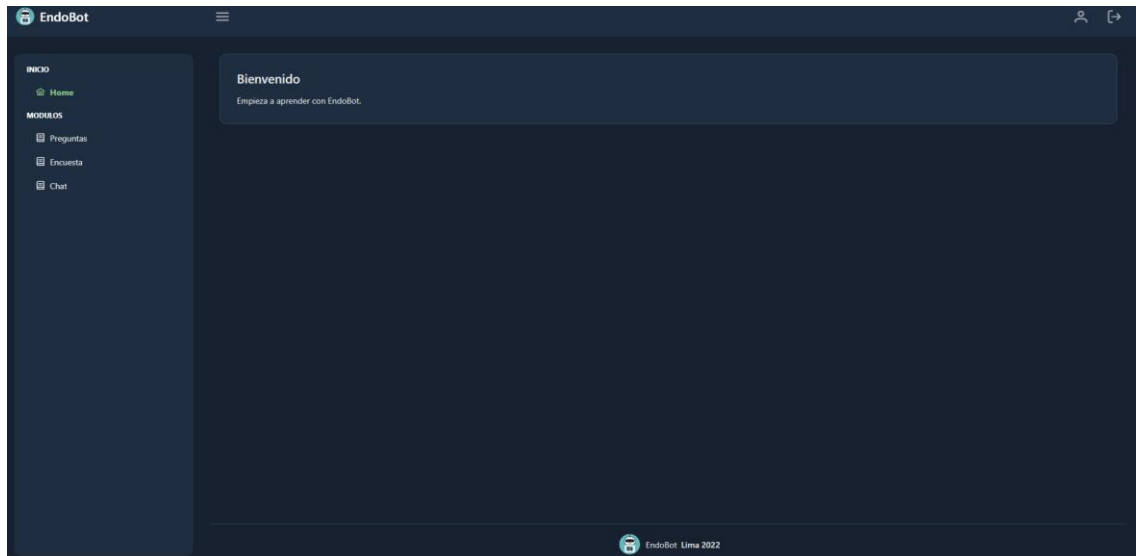 EndoBot
INICIO
Home
MODULOS
Preguntas
Encuesta
Chat
Bienvenido
Empieza a aprender con EndoBot.
EndoBot Lima 2022